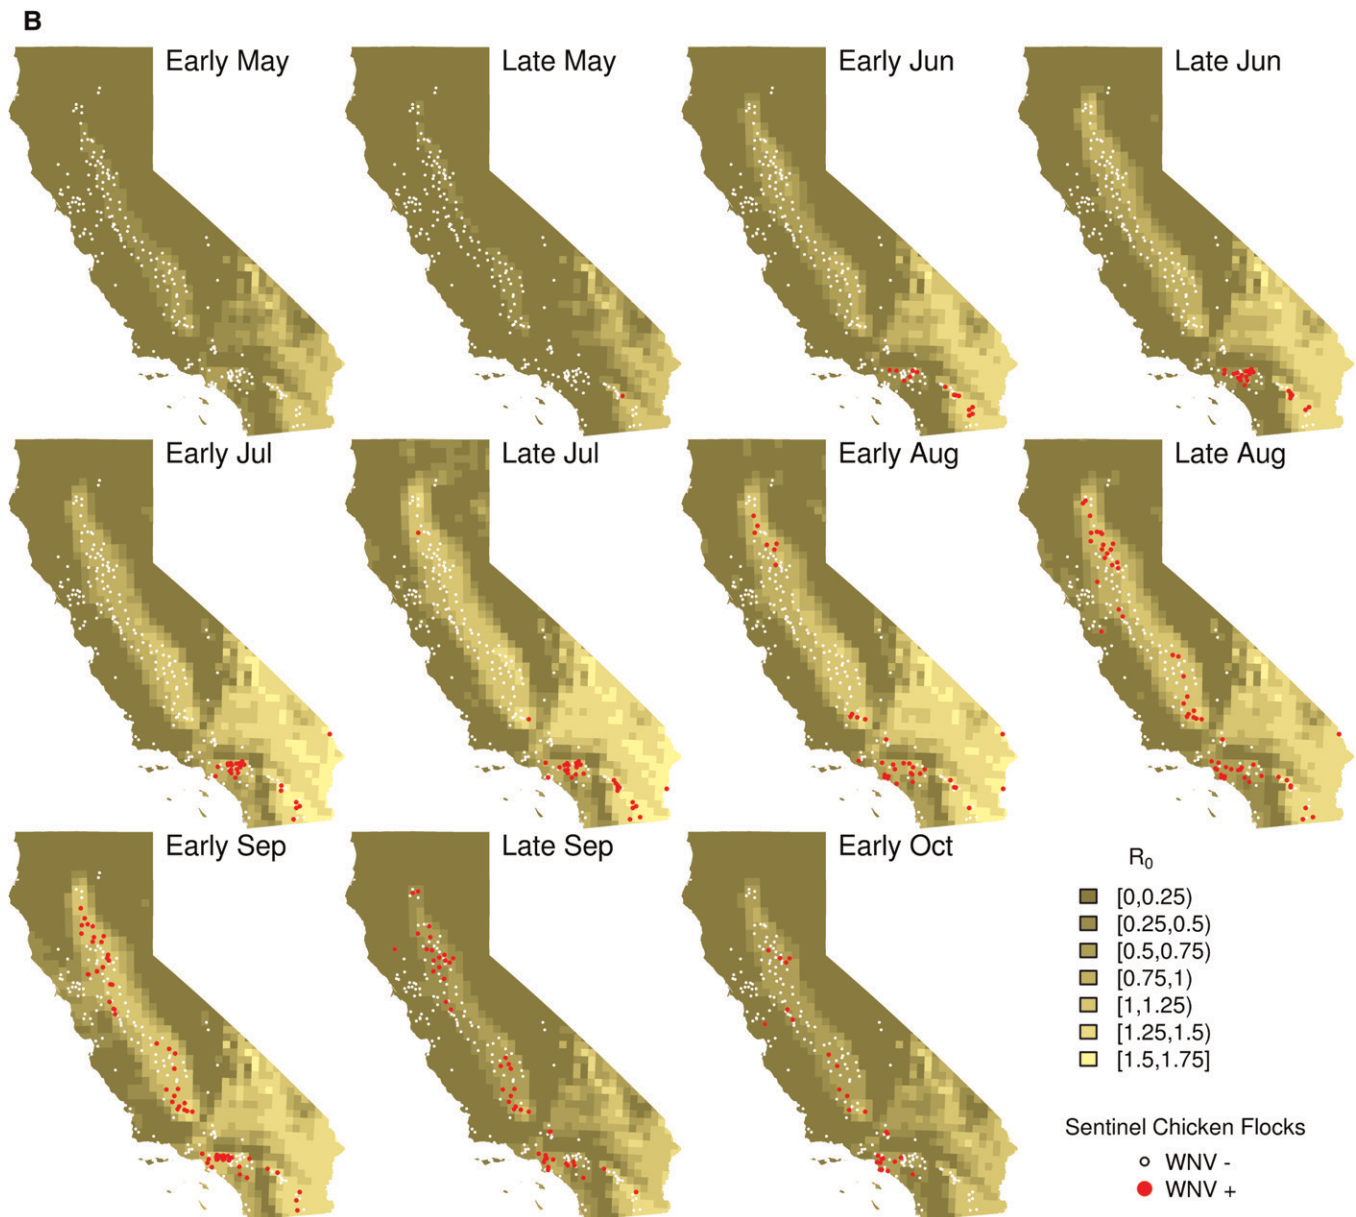 B
Early May
Late May
Early Jun
Late Jun
Early Jul
Late Jul
Early Aug
Late Aug
Early Sep
Late Sep
Early Oct
R0
[0,0.25)
[0.25,0.5)
[0.5,0.75)
[0.75,1)
[1,1.25)
[1.25,1.5)
[1.5,1.75]
Sentinel Chicken Flocks
WNV -
WNV +